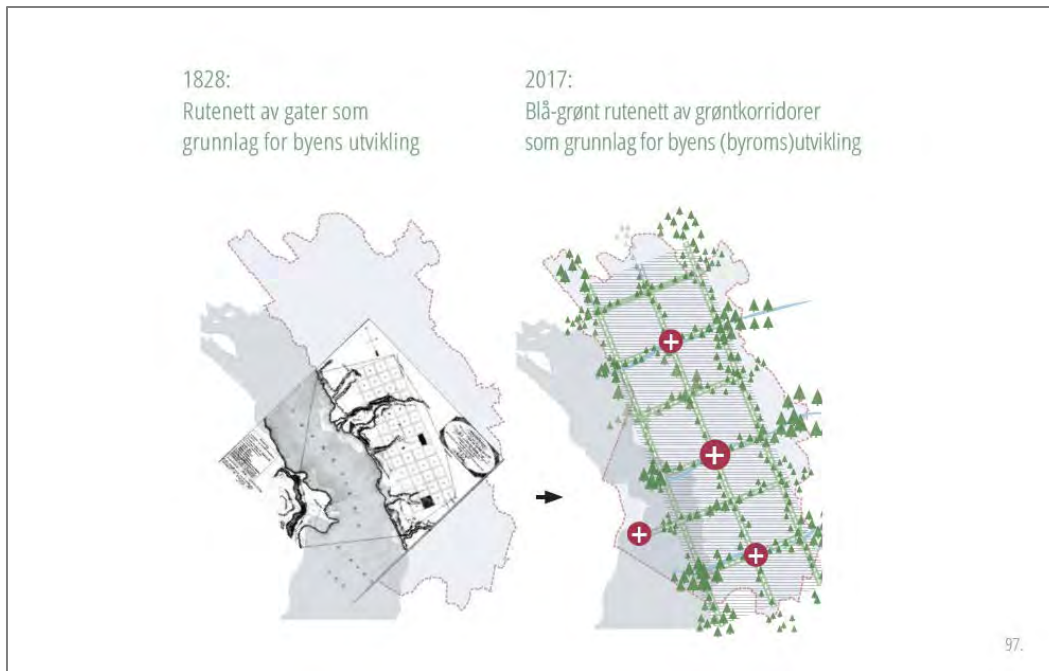 1828:
Rutenett av gater som
grunnlag for byens utvikling
2017:
Blå-grønt rutenett av grøntkorridorer
som grunnlag for byens (byroms)utvikling
97.